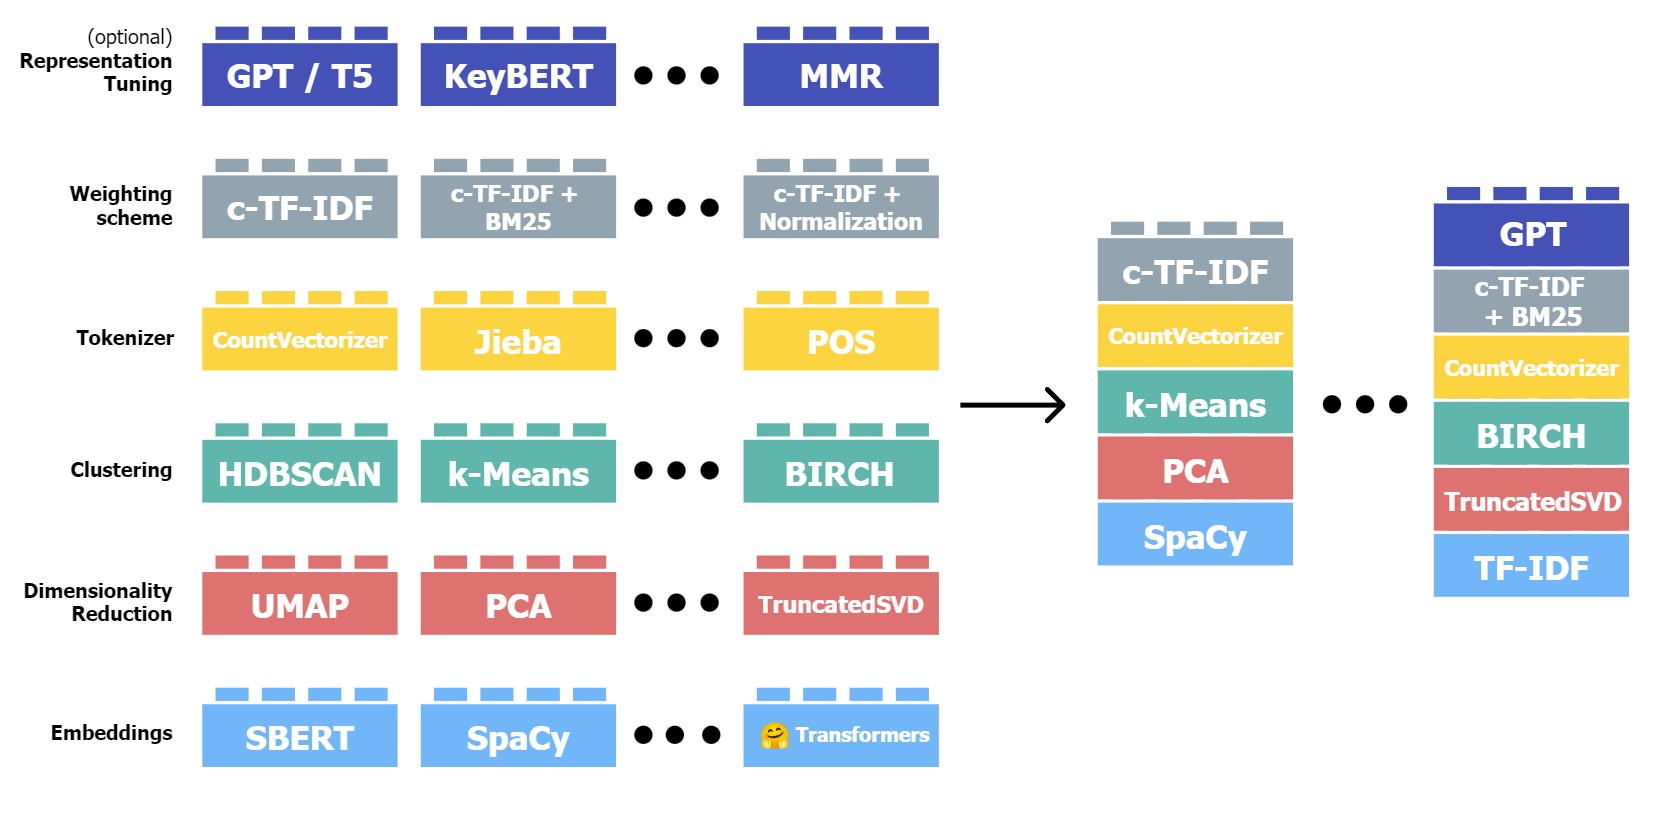 (optional)
Representation
Tuning
GPT / T5
KeyBERT
MMR
Weighting
scheme
c-TF-IDF
c-TF-IDF +
BM25
c-TF-IDF +
Normalization
Tokenizer
CountVectorizer
Jieba
POS
Clustering
HDBSCAN
k-Means
BIRCH
Dimensionality
Reduction
UMAP
PCA
TruncatedSVD
Embeddings
SBERT
SpaCy
🤗 Transformers
c-TF-IDF
CountVectorizer
k-Means
PCA
SpaCy
GPT
c-TF-IDF
+ BM25
CountVectorizer
BIRCH
TruncatedSVD
TF-IDF